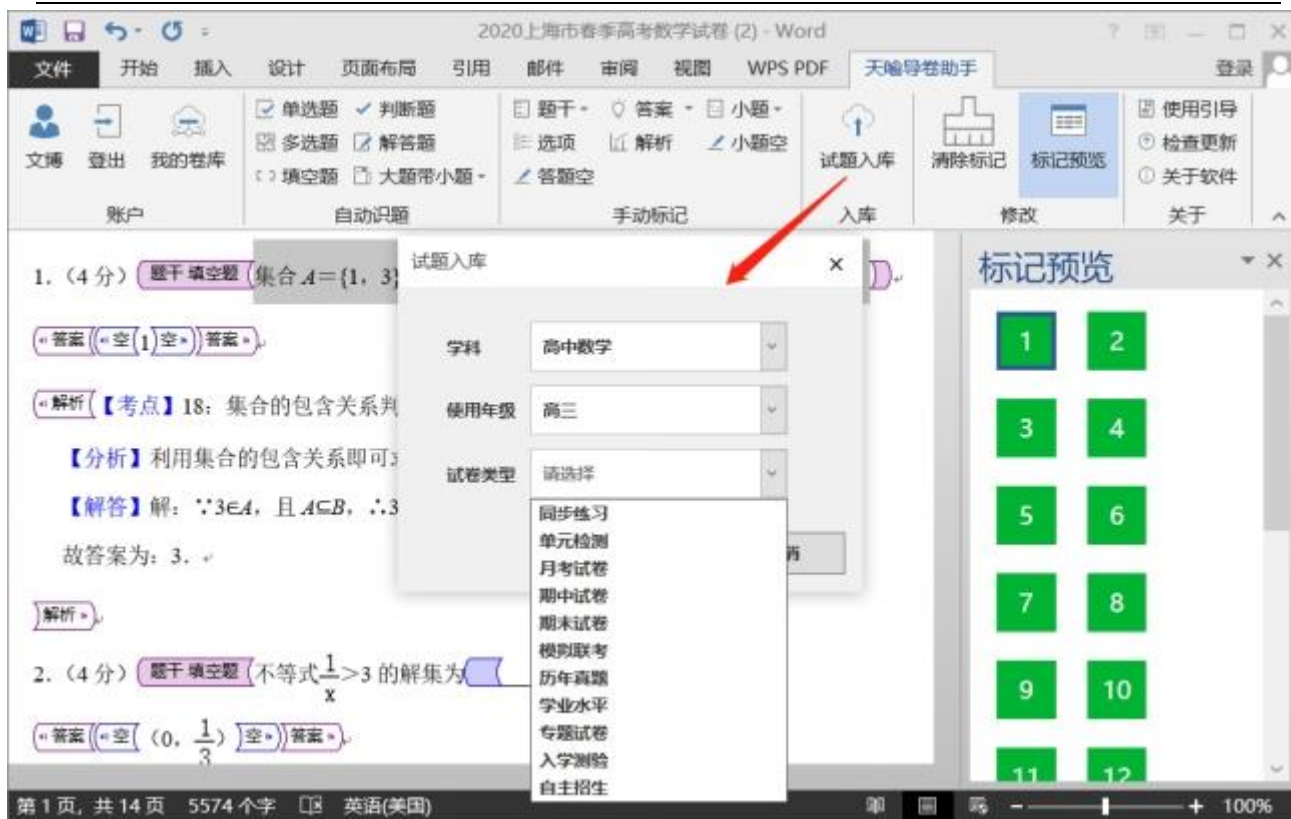 2020上海市春季高考数学试卷 (2) - Word
文件 开始 插入 设计 页面布局 引用 邮件 审阅 视图 WPS PDF 天喻导卷助手 登录
单选题 判断题 题干 答案 小题 使用引导
多选题 解答题 选项 解析 小题空 检查更新
文博 登出 我的卷库 试题入库 清除标记 标记预览
填空题 大题带小题 答题空 关于软件
账户 自动识题 手动标记 入库 修改 关于
试题入库 ×
标记预览
1.（4 分） 题干 填空题 集合 A＝{1，3}
1 2
答案 空 1 空 答案
学科 高中数学
解析 【考点】18：集合的包含关系判
使用年级 高三
3 4
【分析】利用集合的包含关系即可
试卷类型 请选择
【解答】解：∵3∈A，且 A⊆B，∴3
同步练习
5 6
单元检测
故答案为：3．
月考试卷
期中试卷
7 8
解析
期末试卷
模拟联考
2.（4 分） 题干 填空题 不等式 1/x ＞3 的解集为
历年真题
9 10
学业水平
答案 空 （0，1/3） 空 答案
专题试卷
入学测验
11 12
自主招生
第 1 页，共 14 页 5574 个字 英语(美国) 100%